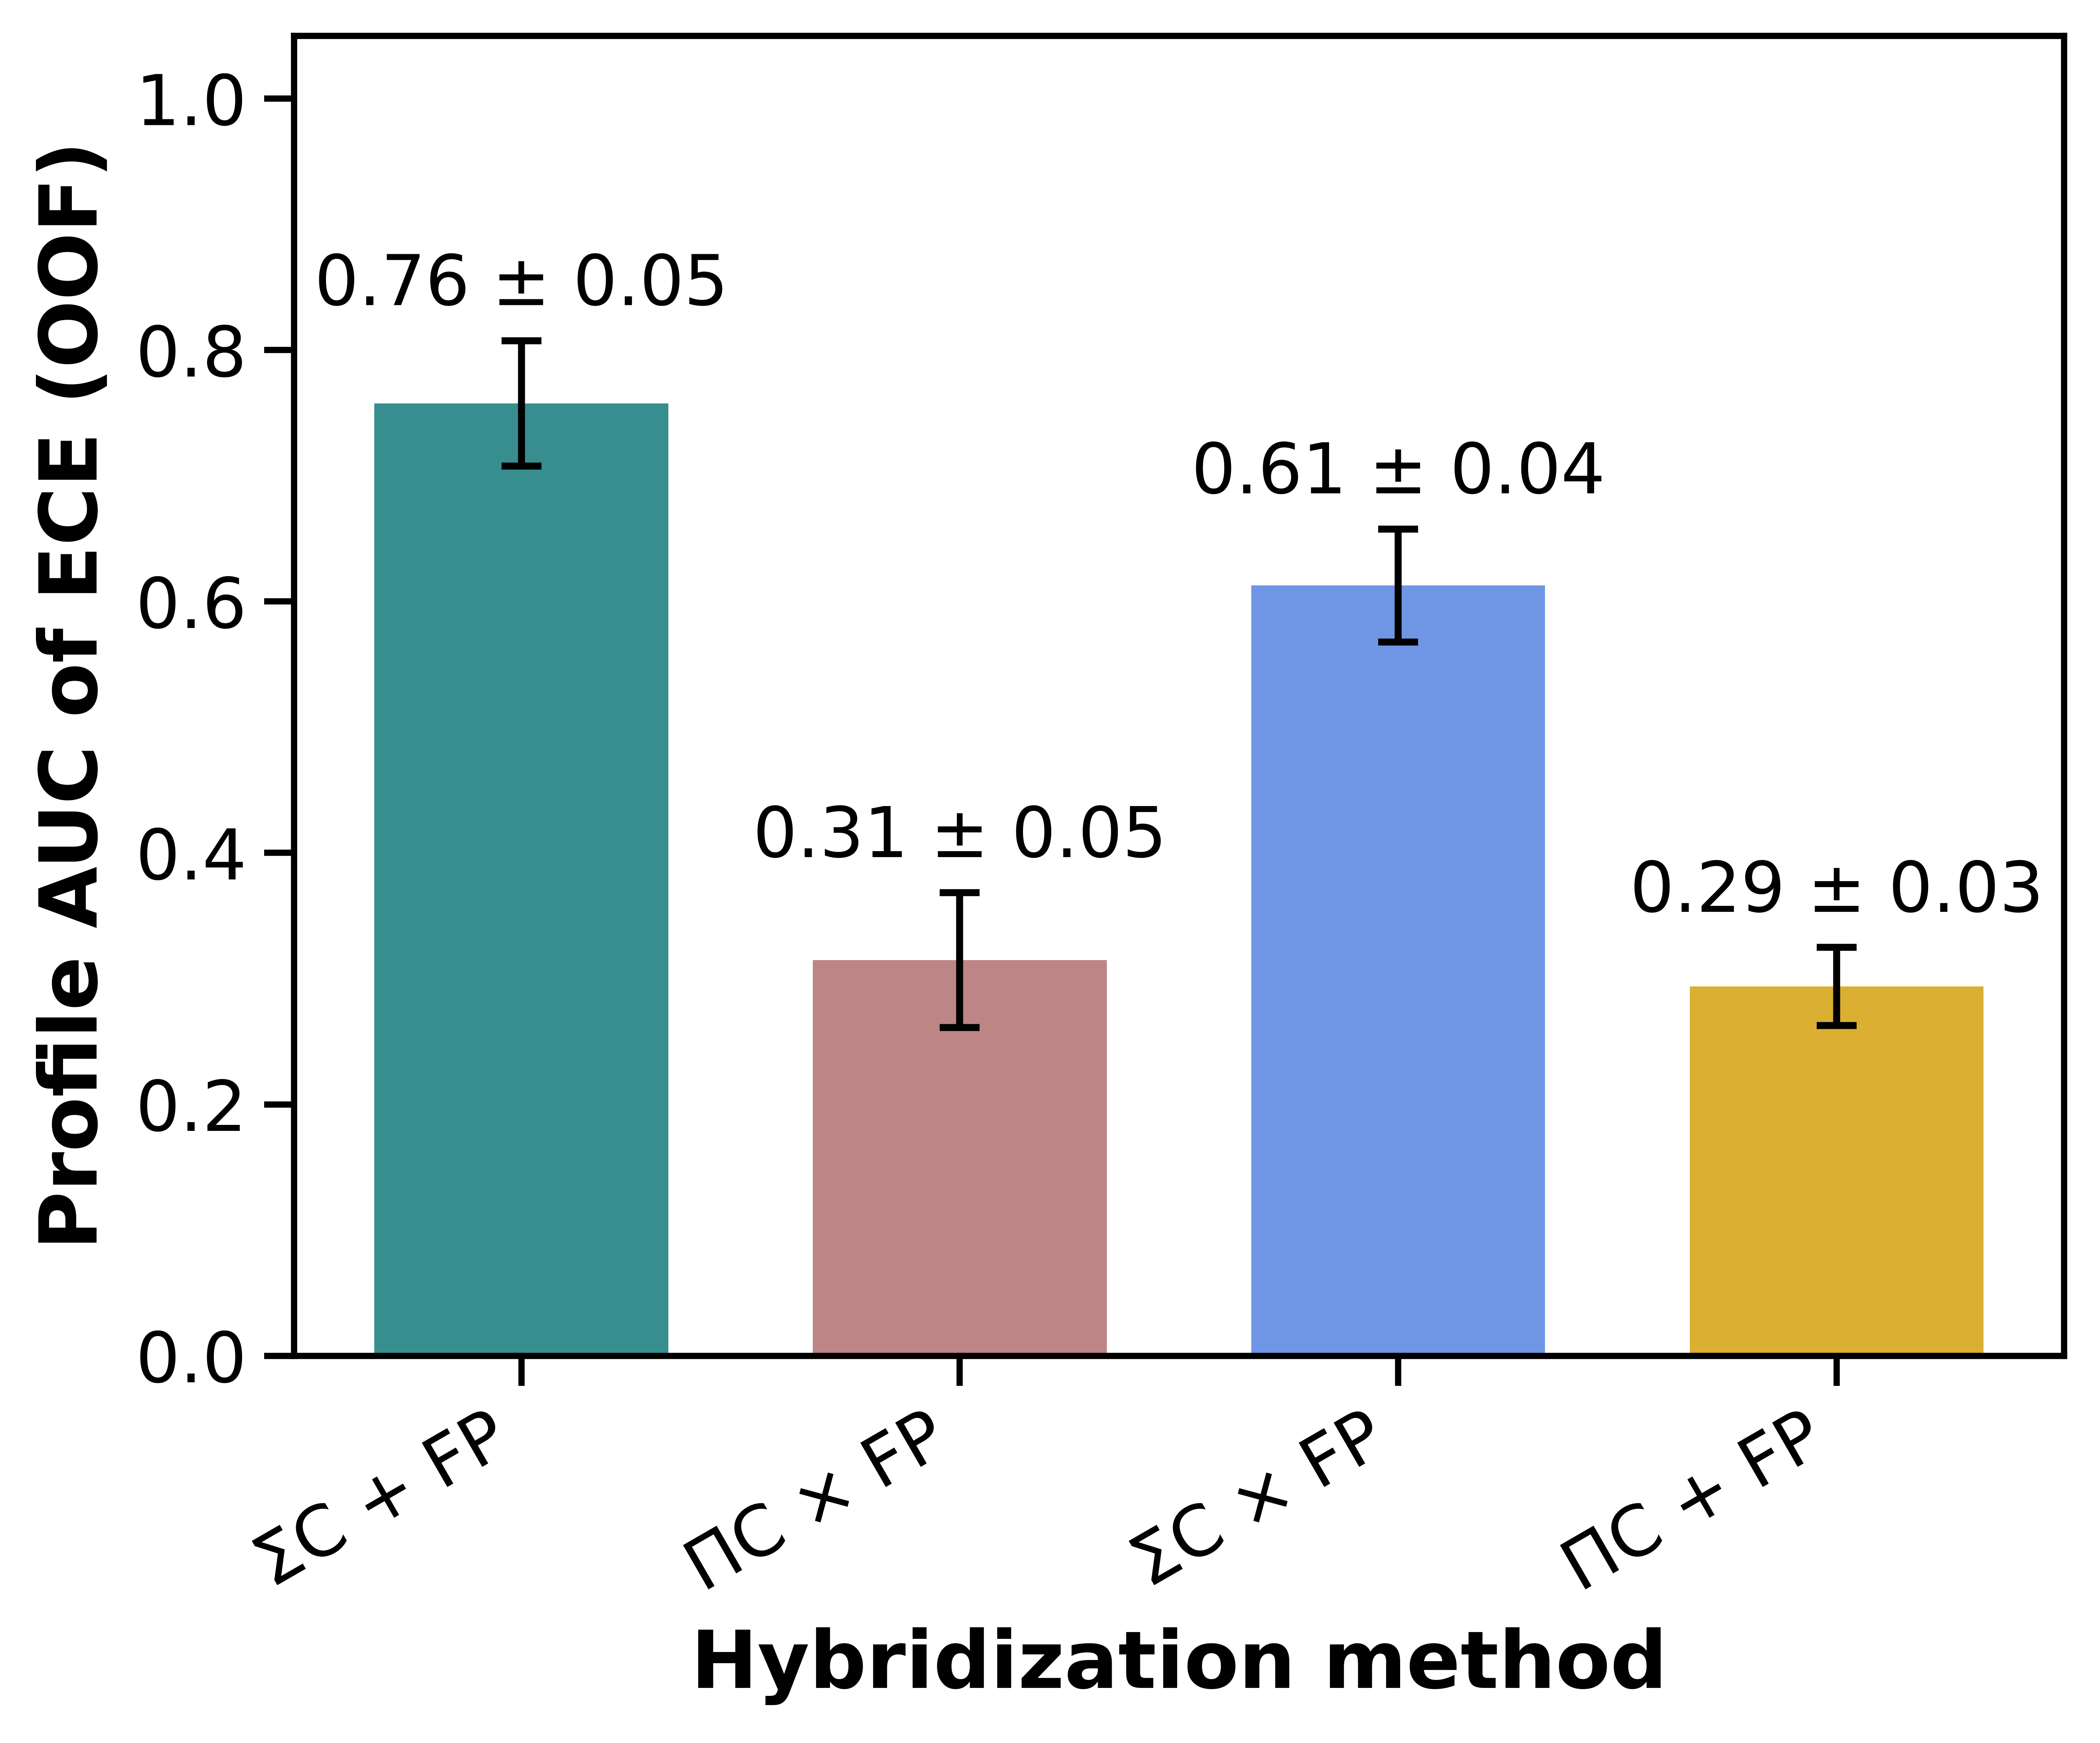 Profile AUC of ECE (OOF)
1.0
0.8
0.6
0.4
0.2
0.0
0.76 ± 0.05
0.31 ± 0.05
0.61 ± 0.04
0.29 ± 0.03
ΣC + FP
ΠC × FP
ΣC × FP
ΠC + FP
Hybridization method